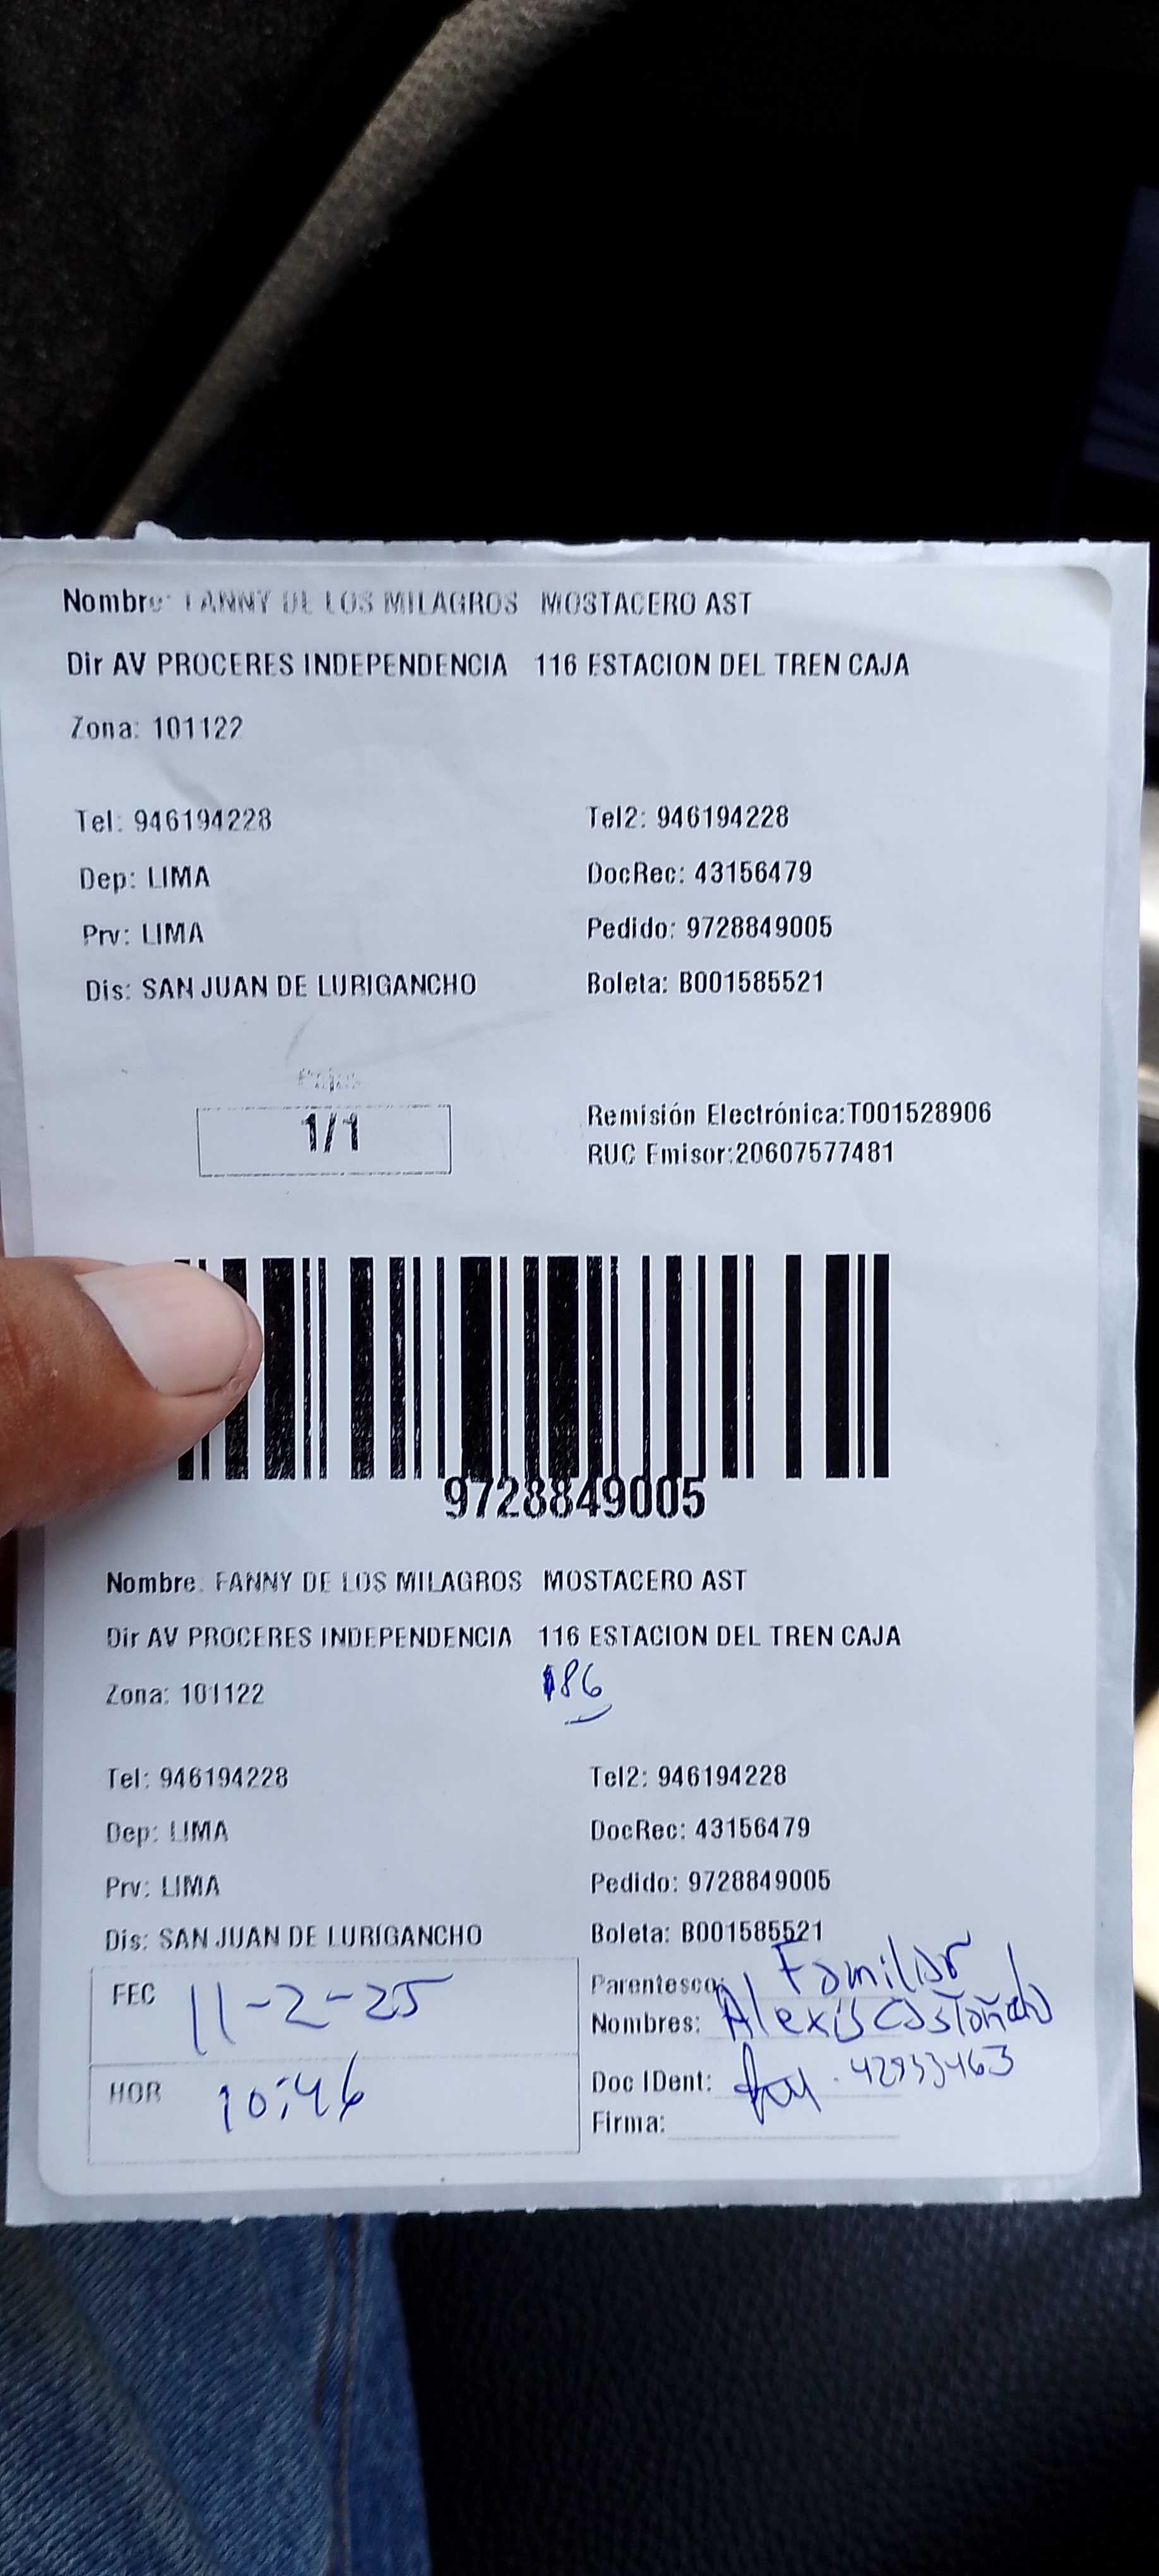 Nombre: FANNY DE LOS MILAGROS MOSTACERO AST
Dir AV PROCERES INDEPENDENCIA 116 ESTACION DEL TREN CAJA
Zona: 101122
Tel: 946194228 Tel2: 946194228
Dep: LIMA DocRec: 43156479
Prv: LIMA Pedido: 9728849005
Dis: SAN JUAN DE LURIGANCHO Boleta: B001585521
1/1
Remisión Electrónica:T001528906
RUC Emisor:20607577481
9728849005
Nombre: FANNY DE LOS MILAGROS MOSTACERO AST
Dir AV PROCERES INDEPENDENCIA 116 ESTACION DEL TREN CAJA
Zona: 101122
Tel: 946194228 Tel2: 946194228
Dep: LIMA DocRec: 43156479
Prv: LIMA Pedido: 9728849005
Dis: SAN JUAN DE LURIGANCHO Boleta: B001585521
FEC 11-2-25
HOR 10:46
Parentesco: Familiar
Nombres: Alexis
Doc IDent:
Firma: